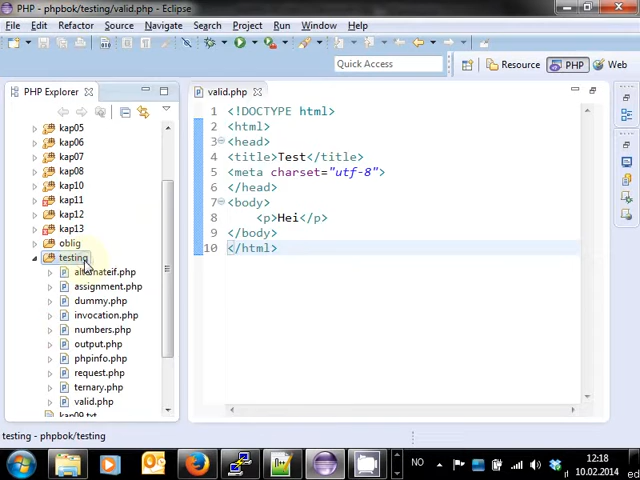 PHP - phpbok/testing/valid.php - Eclipse
File Edit Refactor Source Navigate Search Project Run Window Help
Quick Access
Resource PHP Web
PHP Explorer
kap05
kap06
kap07
kap08
kap10
kap11
kap12
kap13
oblig
testing
alternateif.php
assignment.php
dummy.php
invocation.php
numbers.php
output.php
phpinfo.php
request.php
ternary.php
valid.php
kap09.txt
valid.php
1 <!DOCTYPE html>
2 <html>
3 <head>
4 <title>Test</title>
5 <meta charset="utf-8">
6 </head>
7 <body>
8 <p>Hei</p>
9 </body>
10 </html>
testing - phpbok/testing
NO
12:18
10.02.2014